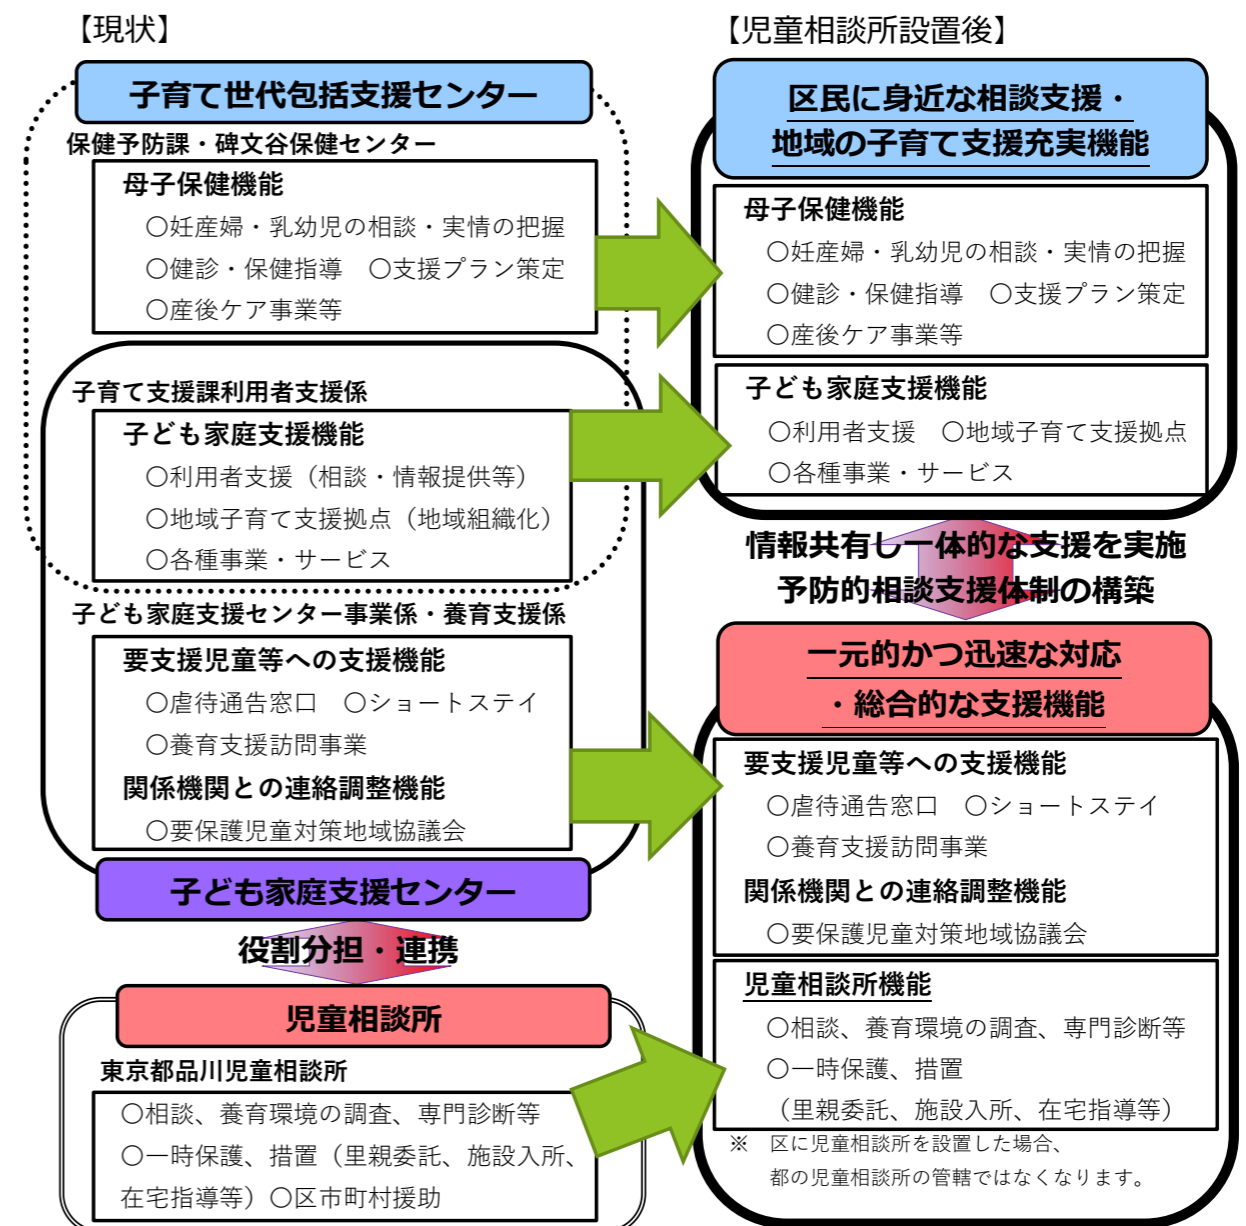 【現状】
子育て世代包括支援センター
保健予防課・碑文谷保健センター
母子保健機能
〇妊産婦・乳幼児の相談・実情の把握
〇健診・保健指導　〇支援プラン策定
〇産後ケア事業等
子育て支援課利用者支援係
子ども家庭支援機能
〇利用者支援（相談・情報提供等）
〇地域子育て支援拠点（地域組織化）
〇各種事業・サービス
子ども家庭支援センター事業係・養育支援係
要支援児童等への支援機能
〇虐待通告窓口　〇ショートステイ
〇養育支援訪問事業
関係機関との連絡調整機能
〇要保護児童対策地域協議会
子ども家庭支援センター
役割分担・連携
児童相談所
東京都品川児童相談所
〇相談、養育環境の調査、専門診断等
〇一時保護、措置（里親委託、施設入所、
在宅指導等）〇区市町村援助
【児童相談所設置後】
区民に身近な相談支援・
地域の子育て支援充実機能
母子保健機能
〇妊産婦・乳幼児の相談・実情の把握
〇健診・保健指導　〇支援プラン策定
〇産後ケア事業等
子ども家庭支援機能
〇利用者支援　〇地域子育て支援拠点
〇各種事業・サービス
情報共有し一体的な支援を実施
予防的相談支援体制の構築
一元的かつ迅速な対応
・総合的な支援機能
要支援児童等への支援機能
〇虐待通告窓口　〇ショートステイ
〇養育支援訪問事業
関係機関との連絡調整機能
〇要保護児童対策地域協議会
児童相談所機能
〇相談、養育環境の調査、専門診断等
〇一時保護、措置
（里親委託、施設入所、在宅指導等）
※　区に児童相談所を設置した場合、
都の児童相談所の管轄ではなくなります。